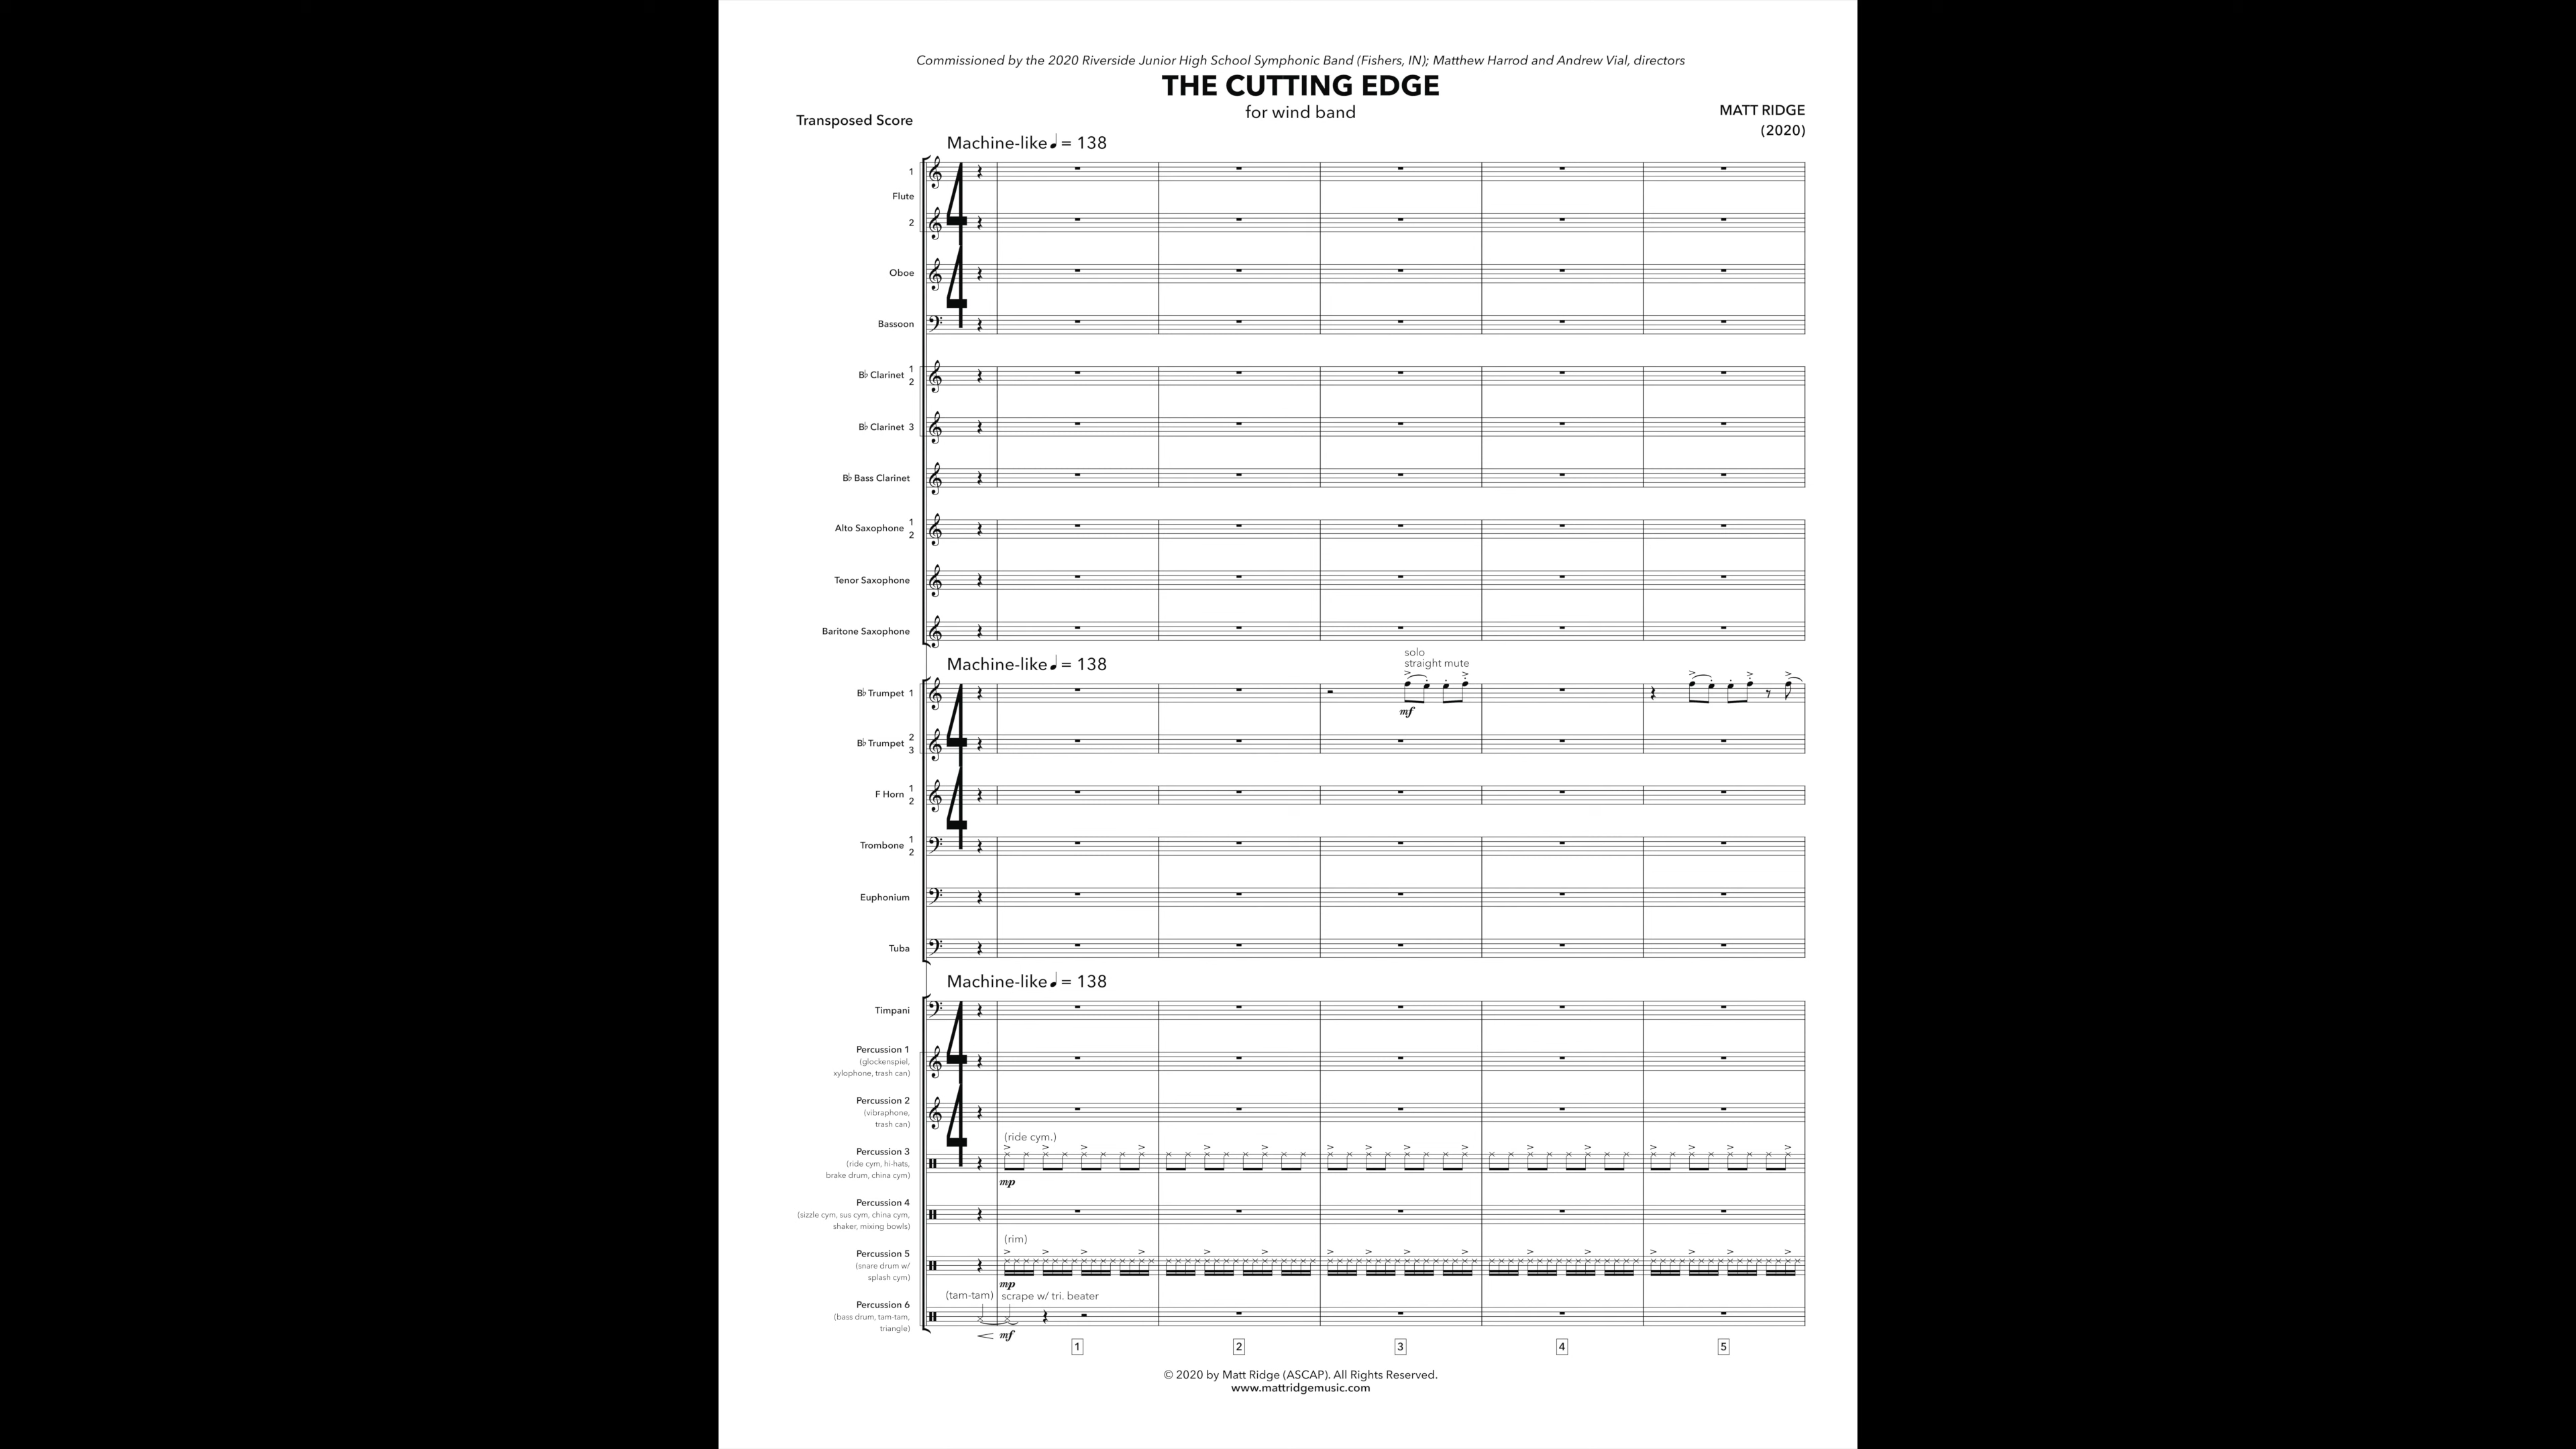 Commissioned by the 2020 Riverside Junior High School Symphonic Band (Fishers, IN); Matthew Harrod and Andrew Vial, directors
THE CUTTING EDGE
for wind band
MATT RIDGE
(2020)
Transposed Score
Machine-like ♩ = 138
1
Flute
2
Oboe
Bassoon
B♭ Clarinet 1
2
B♭ Clarinet 3
B♭ Bass Clarinet
Alto Saxophone 1
2
Tenor Saxophone
Baritone Saxophone
Machine-like ♩ = 138
solo
straight mute
B♭ Trumpet 1
mf
B♭ Trumpet 2
3
F Horn 1
2
Trombone 1
2
Euphonium
Tuba
Machine-like ♩ = 138
Timpani
Percussion 1
(glockenspiel,
xylophone, trash can)
Percussion 2
(vibraphone,
trash can)
(ride cym.)
Percussion 3
(ride cym, hi-hats,
brake drum, china cym)
mp
Percussion 4
(sizzle cym, sus cym, china cym,
shaker, mixing bowls)
(rim)
Percussion 5
(snare drum w/
splash cym)
mp
(tam-tam) scrape w/ tri. beater
Percussion 6
(bass drum, tam-tam,
triangle)
mf
1 2 3 4 5
© 2020 by Matt Ridge (ASCAP). All Rights Reserved.
www.mattridgemusic.com